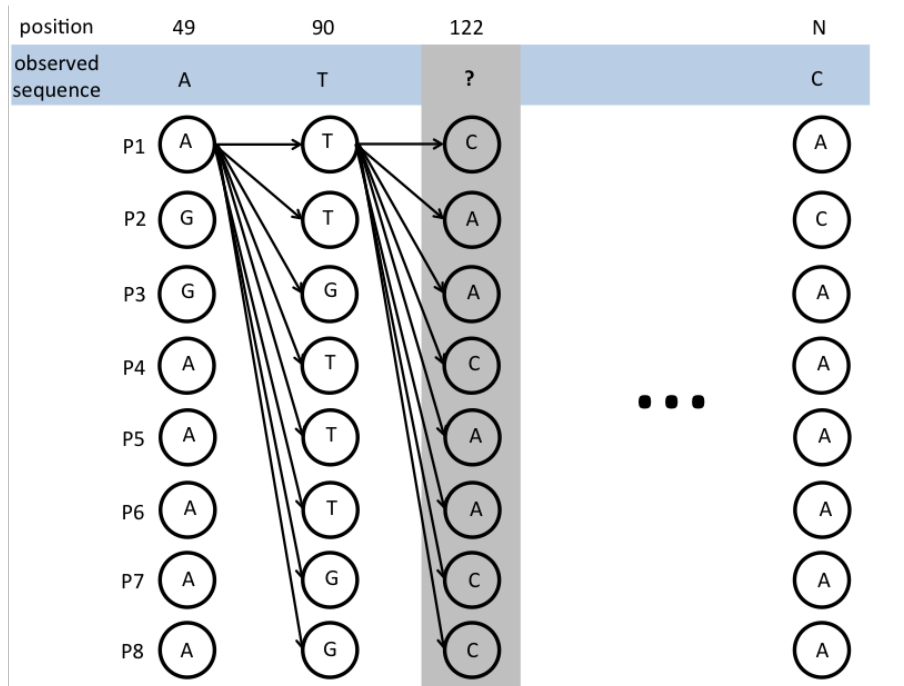 position 49 90 122 N
observed
sequence A T ? C
P1 A T C A
P2 G T A C
P3 G G A A
P4 A T C A
P5 A T A A
P6 A T A A
P7 A G C A
P8 A G C A